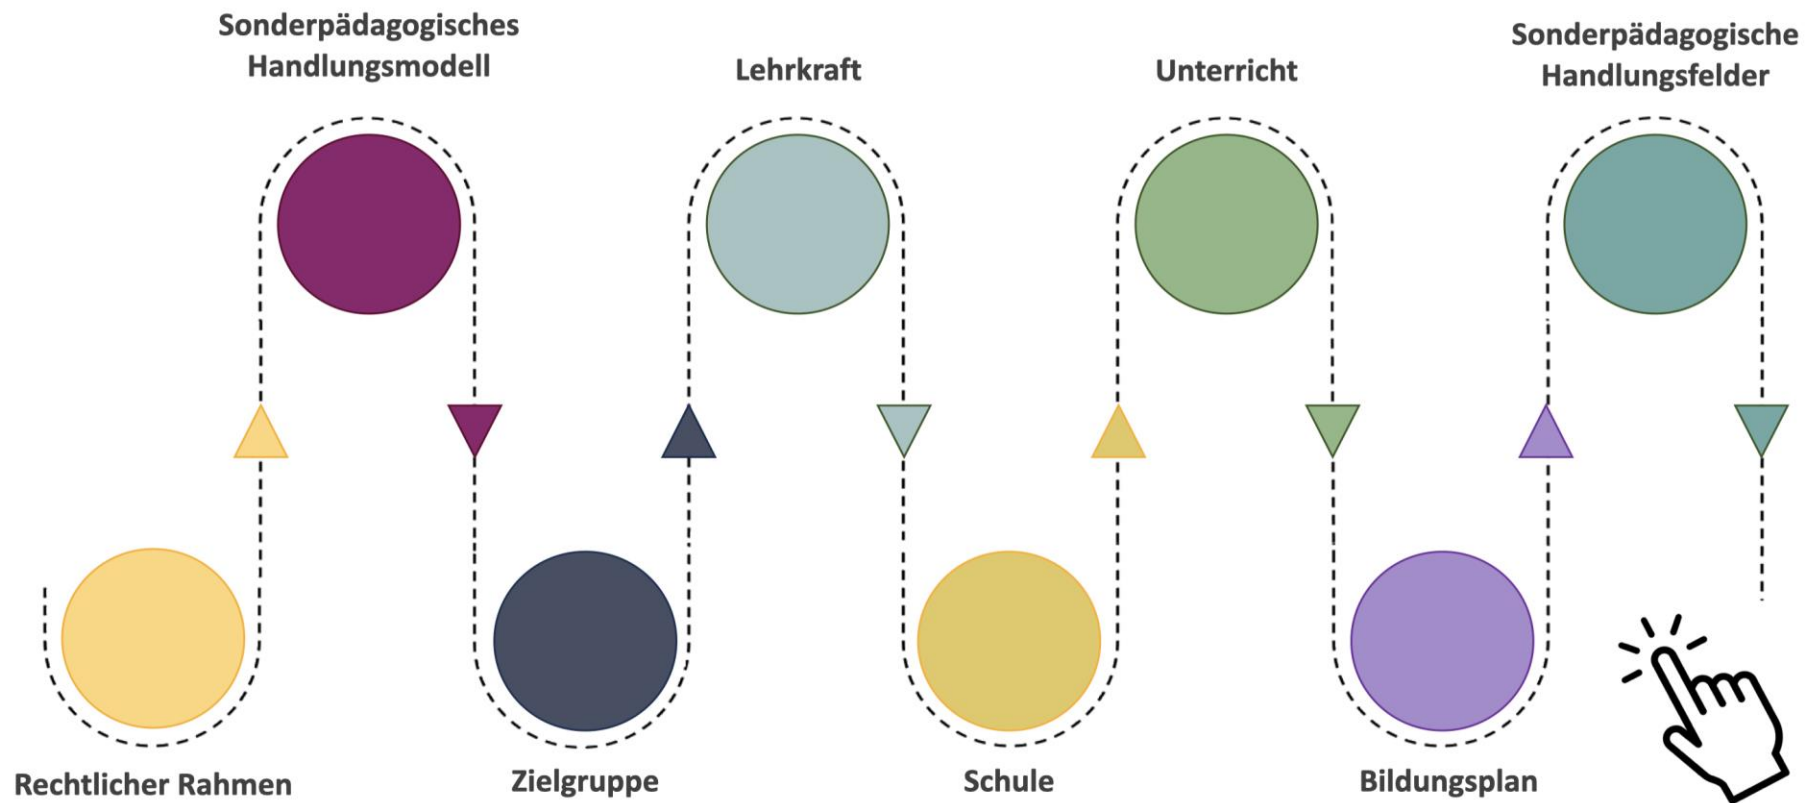 Sonderpädagogisches
Handlungsmodell
Lehrkraft
Unterricht
Sonderpädagogische
Handlungsfelder
Rechtlicher Rahmen
Zielgruppe
Schule
Bildungsplan